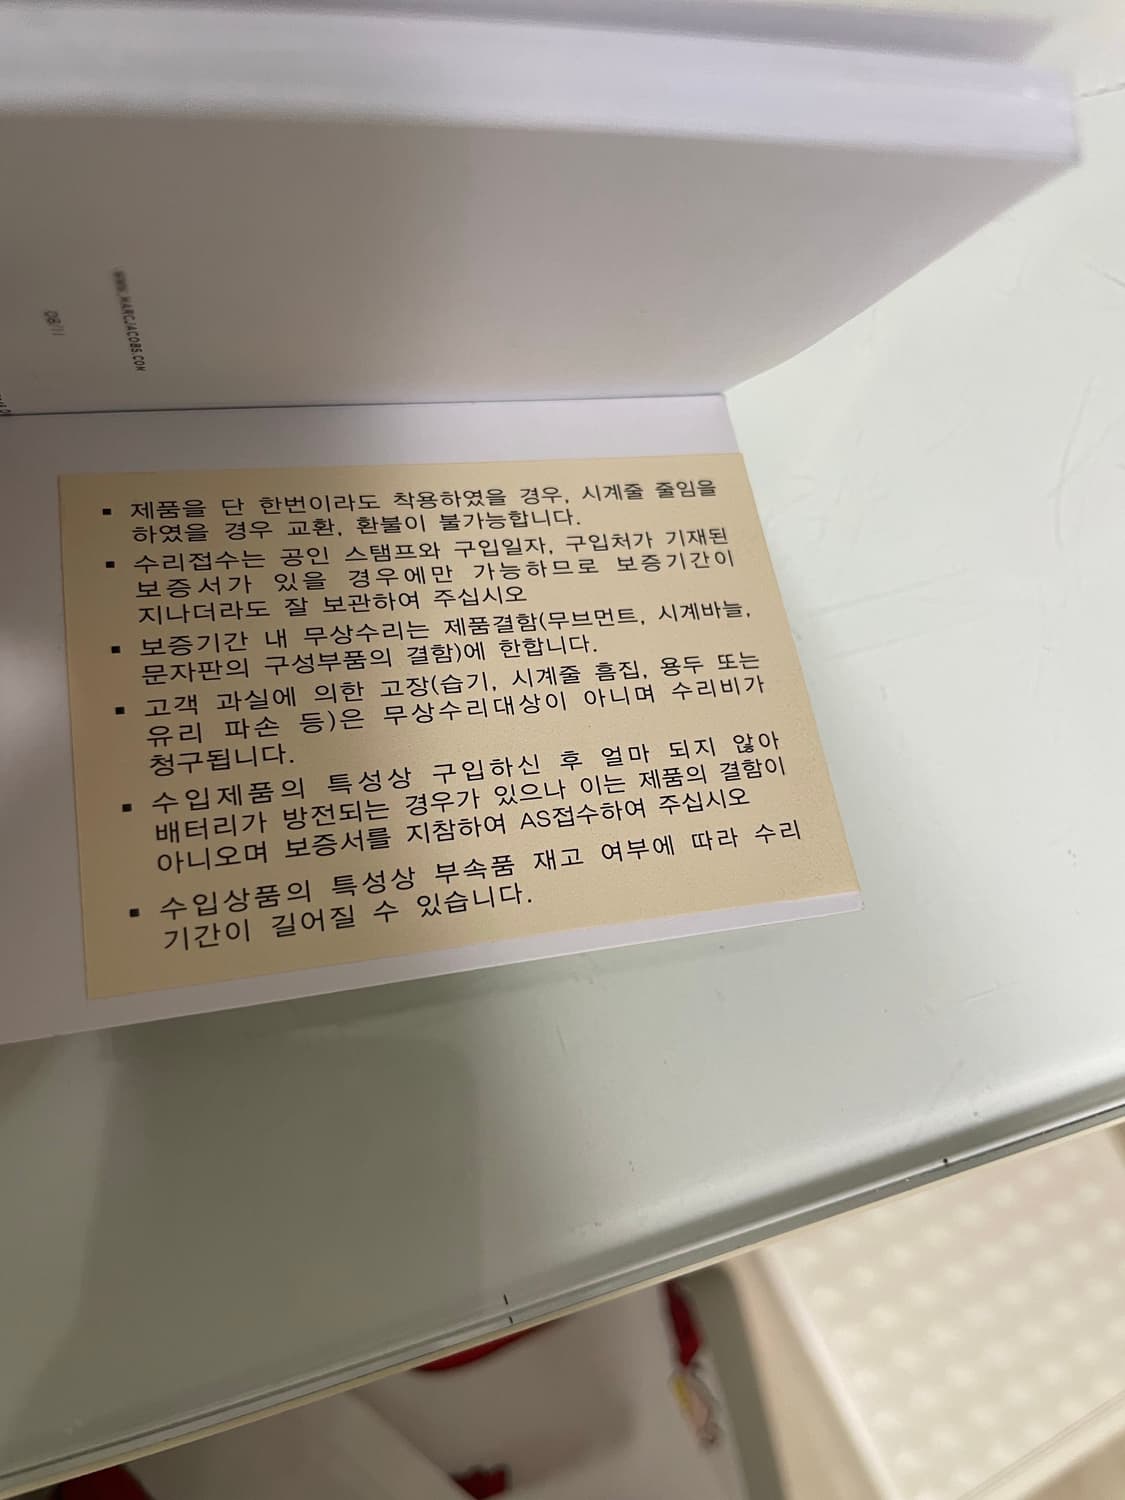 WWW.MARCJACOBS.COM
08/11
▪ 제품을 단 한번이라도 착용하였을 경우, 시계줄 줄임을
하였을 경우 교환, 환불이 불가능합니다.
▪ 수리접수는 공인 스탬프와 구입일자, 구입처가 기재된
보증서가 있을 경우에만 가능하므로 보증기간이
지나더라도 잘 보관하여 주십시오
▪ 보증기간 내 무상수리는 제품결함(무브먼트, 시계바늘,
문자판의 구성부품의 결함)에 한합니다.
▪ 고객 과실에 의한 고장(습기, 시계줄 흠집, 용두 또는
유리 파손 등)은 무상수리대상이 아니며 수리비가
청구됩니다.
▪ 수입제품의 특성상 구입하신 후 얼마 되지 않아
배터리가 방전되는 경우가 있으나 이는 제품의 결함이
아니오며 보증서를 지참하여 AS접수하여 주십시오
▪ 수입상품의 특성상 부속품 재고 여부에 따라 수리
기간이 길어질 수 있습니다.